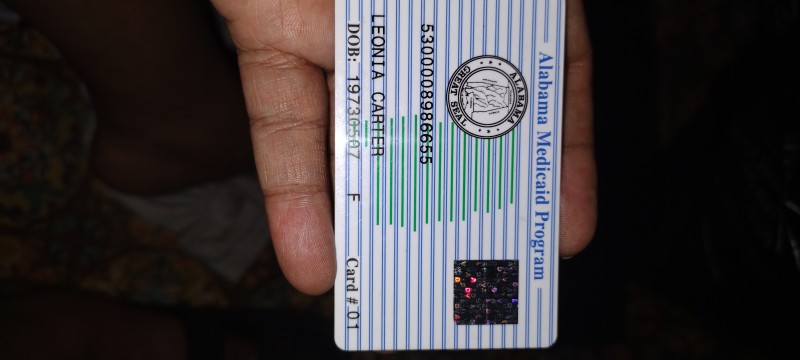 Alabama Medicaid Program
ALABAMA
GREAT SEAL
5300008986655
LEONIA CARTER
DOB: 19730507 F Card # 01